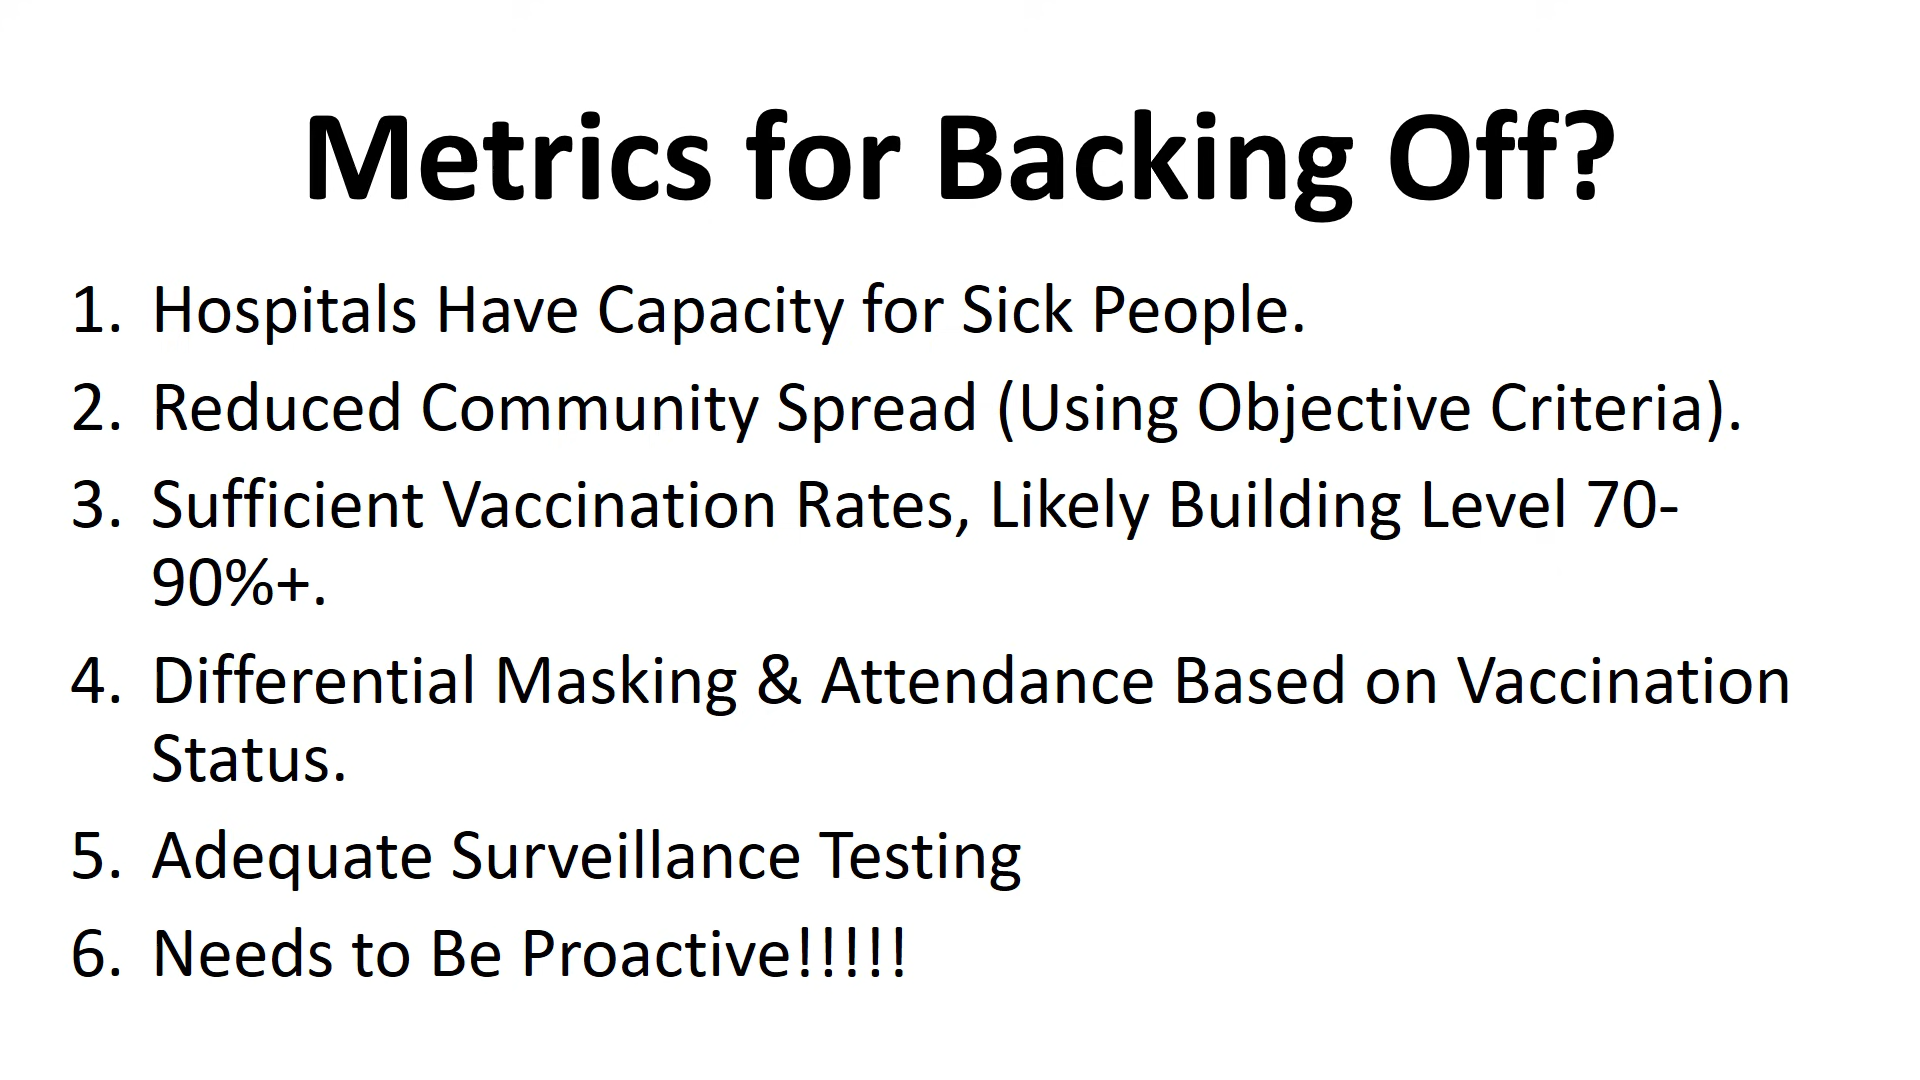 Metrics for Backing Off?
1. Hospitals Have Capacity for Sick People.
2. Reduced Community Spread (Using Objective Criteria).
3. Sufficient Vaccination Rates, Likely Building Level 70-
90%+.
4. Differential Masking & Attendance Based on Vaccination
Status.
5. Adequate Surveillance Testing
6. Needs to Be Proactive!!!!!